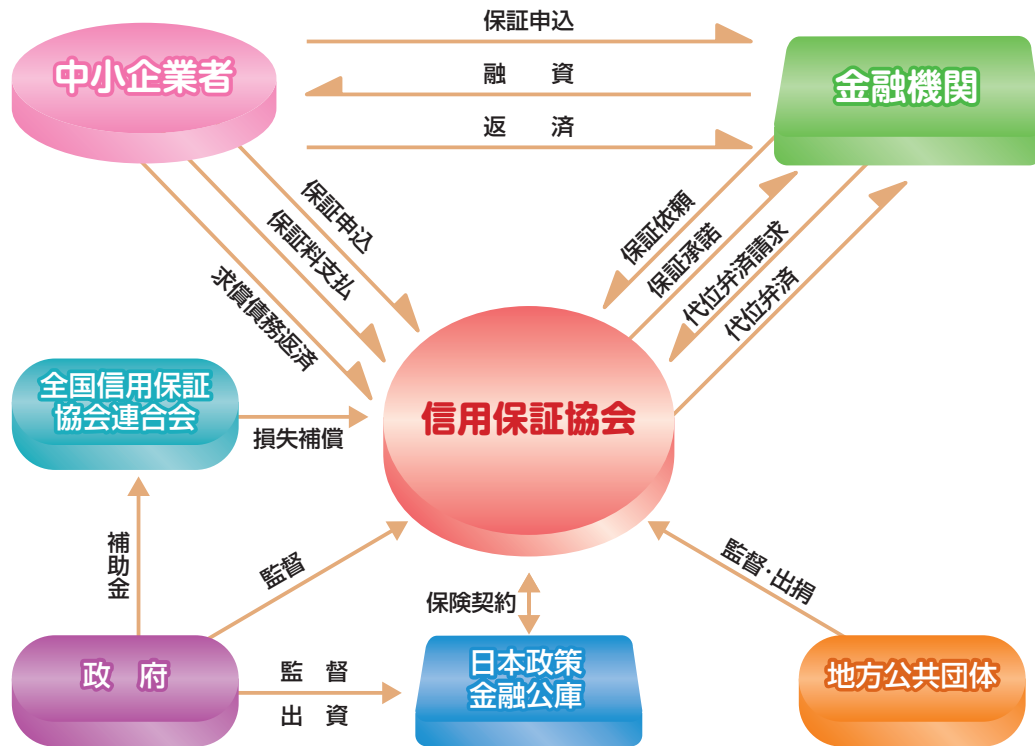 保証申込
中小企業者
融　資
金融機関
返　済
保証申込
保証料支払
求償債務返済
保証依頼
保証承諾
代位弁済請求
代位弁済
全国信用保証
協会連合会
損失補償
信用保証協会
補助金
監督
保険契約
監督・出捐
政　府
監　督
出　資
日本政策
金融公庫
地方公共団体